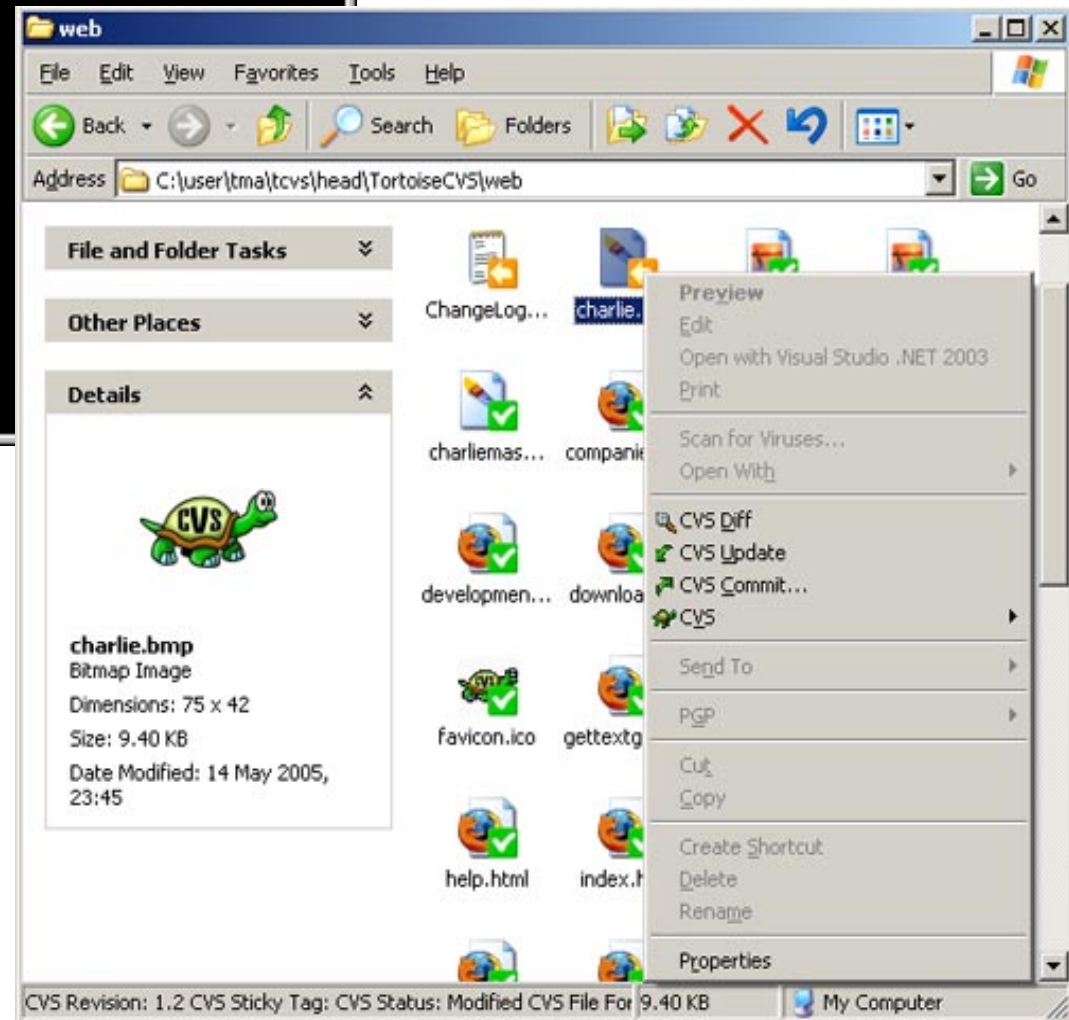 web
File Edit View Favorites Tools Help
Back Search Folders
Address C:\user\tma\tcvs\head\TortoiseCVS\web Go
File and Folder Tasks
Other Places
Details
CVS
charlie.bmp
Bitmap Image
Dimensions: 75 x 42
Size: 9.40 KB
Date Modified: 14 May 2005,
23:45
ChangeLog... charlie.
charliemas... companie
developmen... downloa
favicon.ico gettextg
help.html index.h
Preview
Edit
Open with Visual Studio .NET 2003
Print
Scan for Viruses...
Open With
CVS Diff
CVS Update
CVS Commit...
CVS
Send To
PGP
Cut
Copy
Create Shortcut
Delete
Rename
Properties
CVS Revision: 1.2 CVS Sticky Tag: CVS Status: Modified CVS File For 9.40 KB My Computer